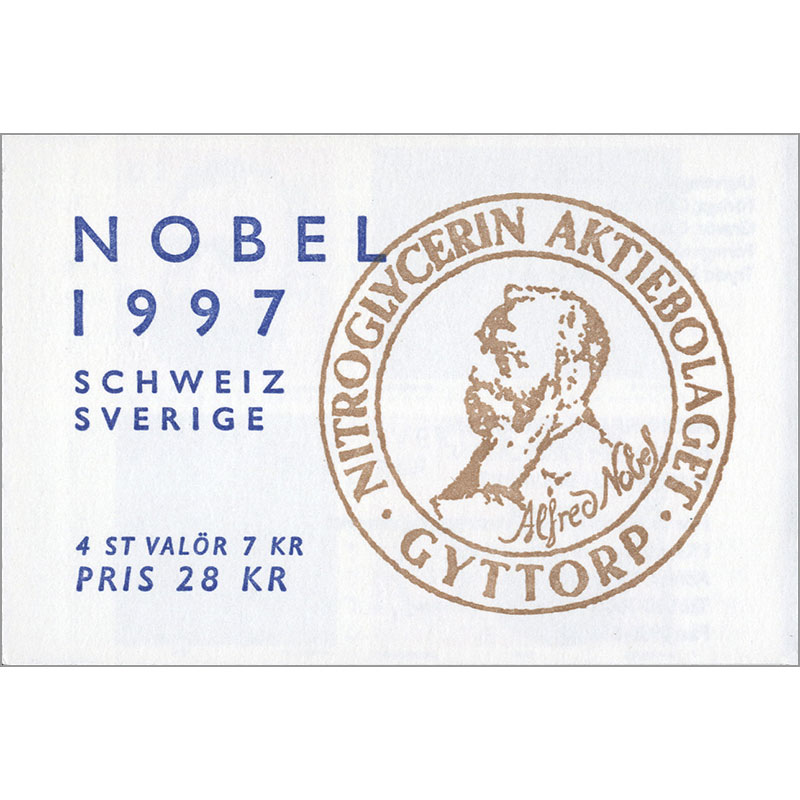 NOBEL
1997
SCHWEIZ
SVERIGE
4 ST VALÖR 7 KR
PRIS 28 KR
NITROGLYCERIN AKTIEBOLAGET
· GYTTORP ·
Alfred Nobel